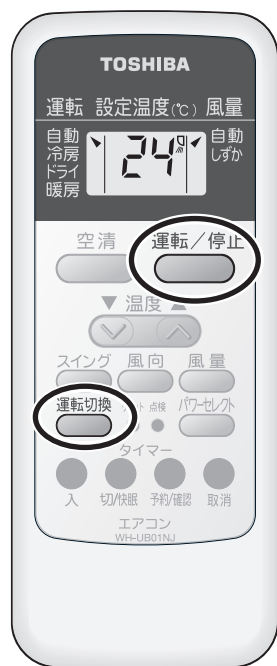 TOSHIBA
運転 設定温度(℃) 風量
自動 24 自動
冷房 しずか
ドライ
暖房
空清 運転/停止
▼ 温度 ▲
スイング 風向 風量
運転切換 点検 パワーセレクト
タイマー
入 切/快眠 予約/確認 取消
エアコン
WH-UB01NJ